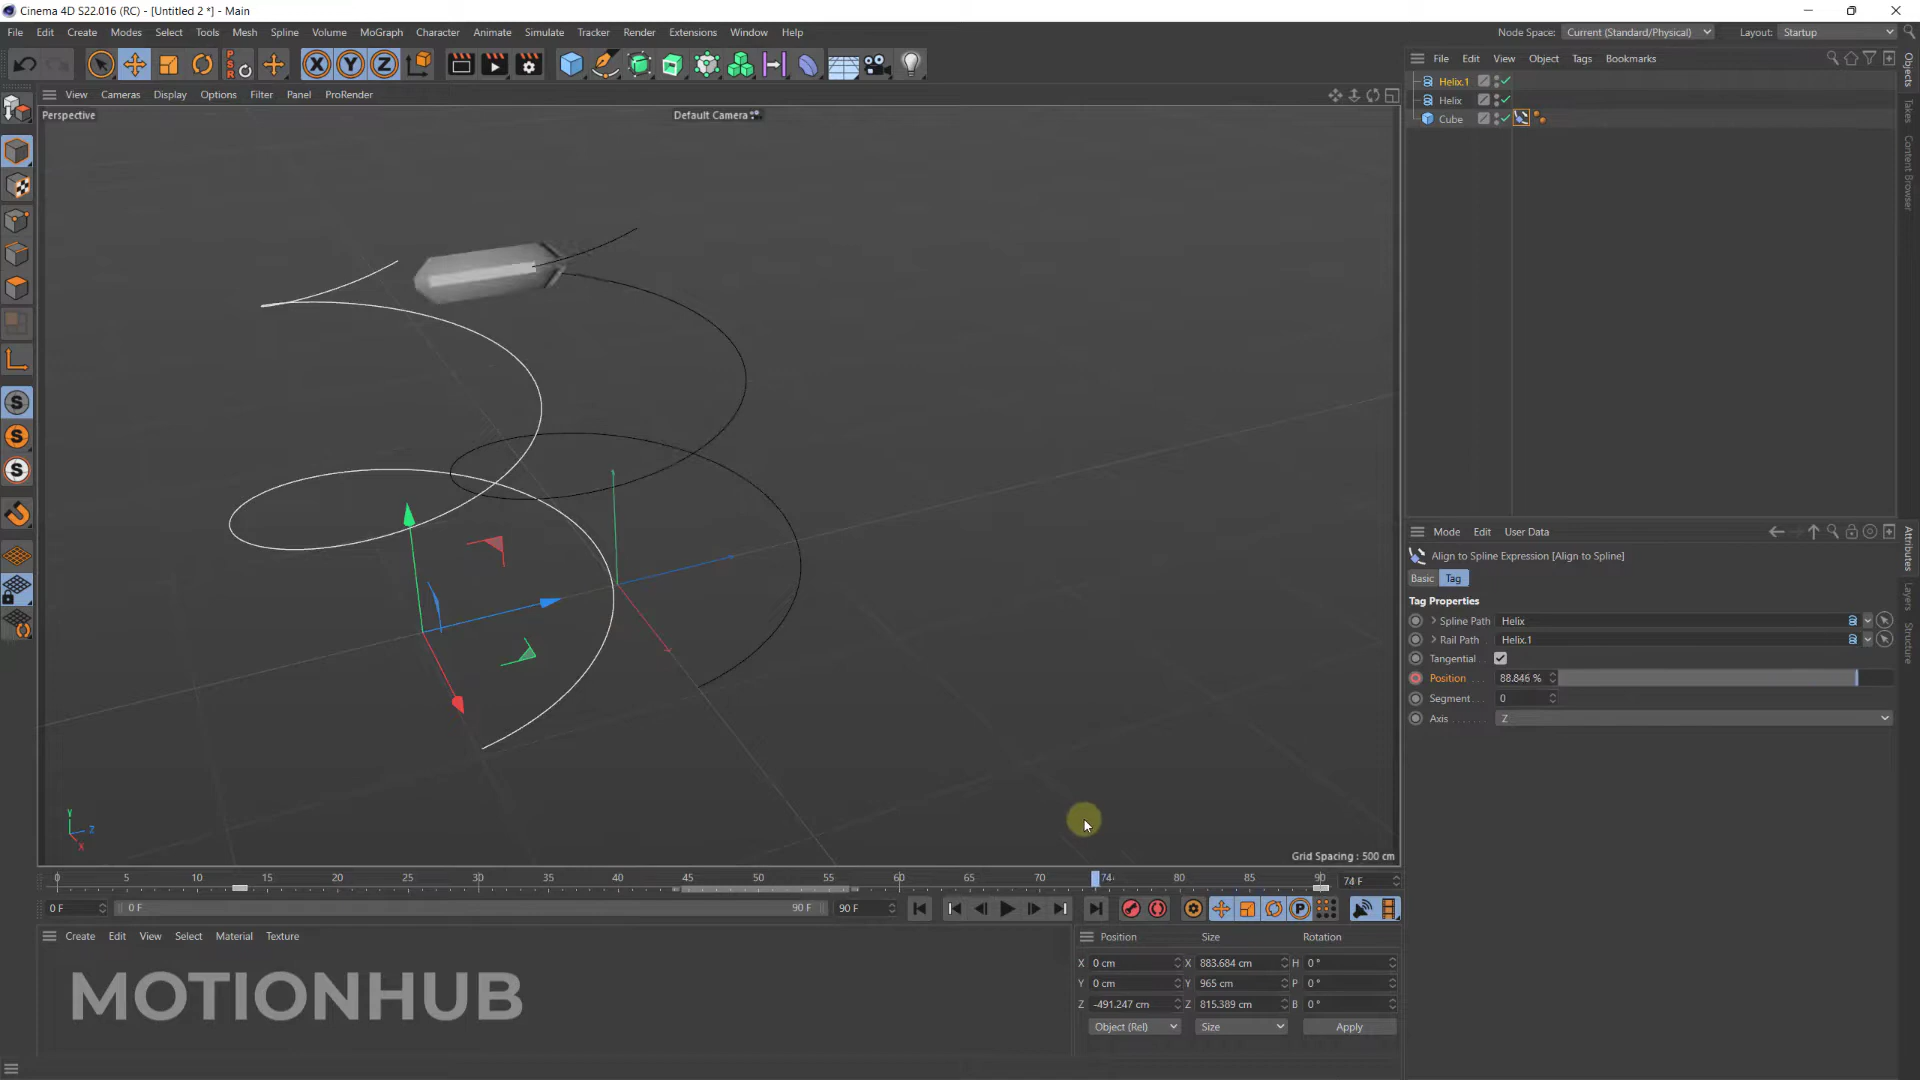 Cinema 4D S22.016 (RC) - [Untitled 2 *] - Main
File Edit Create Modes Select Tools Mesh Spline Volume MoGraph Character Animate Simulate Tracker Render Extensions Window Help
Node Space: Current (Standard/Physical) Layout: Startup
P S R
X Y Z
View Cameras Display Options Filter Panel ProRender
Perspective
Default Camera
File Edit View Object Tags Bookmarks
Helix.1
Helix
Cube
Objects
Takes
Content Browser
S
S
S
Mode Edit User Data
Align to Spline Expression [Align to Spline]
Basic Tag
Tag Properties
Spline Path Helix
Rail Path Helix.1
Tangential
Position 88.846 %
Segment 0
Axis Z
Attributes
Layers
Structure
Y
Z
X
Grid Spacing : 500 cm
0 5 10 15 20 25 30 35 40 45 50 55 60 65 70 74 80 85 90 74 F
0 F 0 F 90 F 90 F
P
Create Edit View Select Material Texture
MOTIONHUB
Position Size Rotation
X 0 cm X 883.684 cm H 0 °
Y 0 cm Y 965 cm P 0 °
Z -491.247 cm Z 815.389 cm B 0 °
Object (Rel) Size Apply